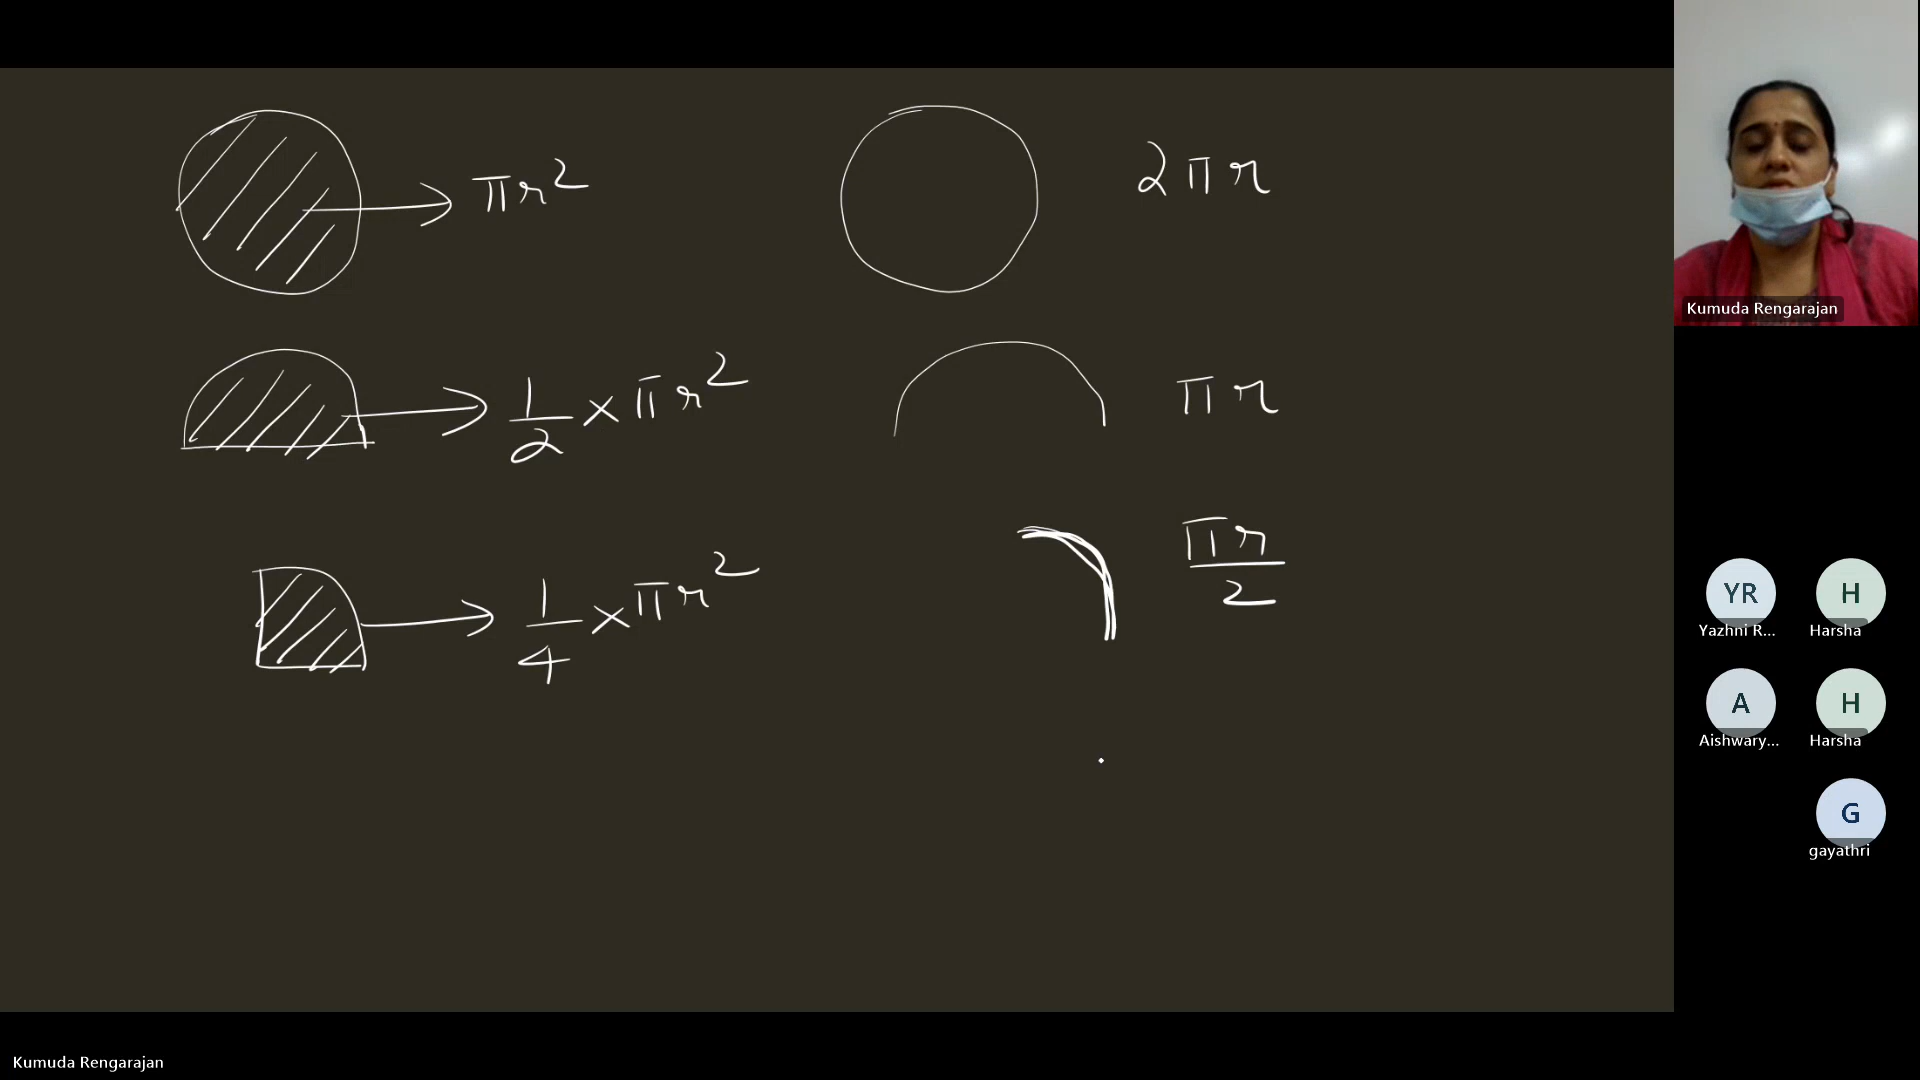 πr² 2πr
1/2 × πr² πr
1/4 × πr² πr/2
Kumuda Rengarajan
YR H
Yazhni R... Harsha
A H
Aishwary... Harsha
G
gayathri
Kumuda Rengarajan